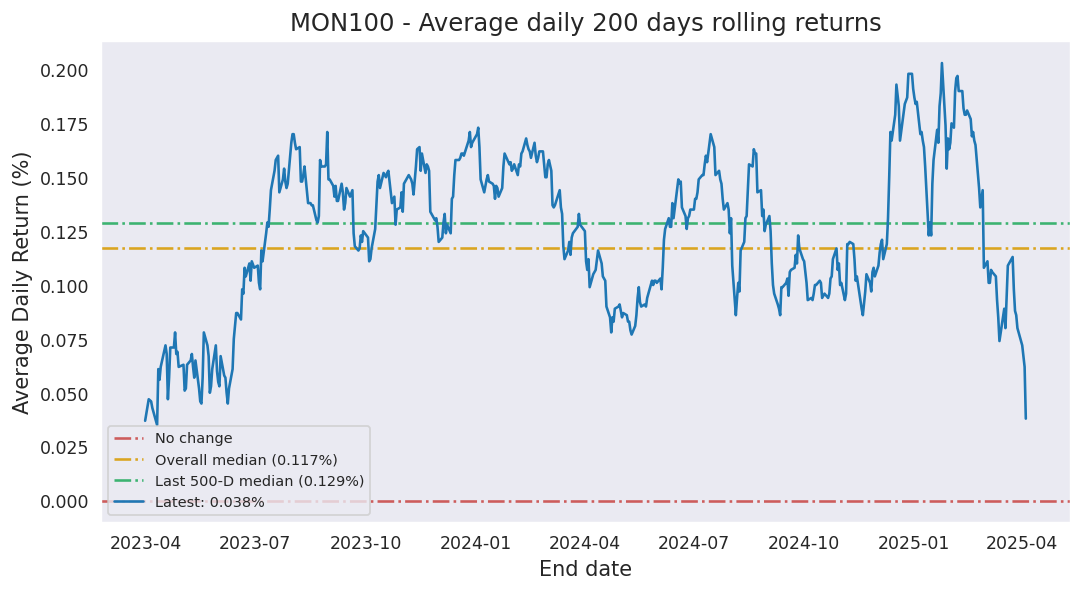 MON100 - Average daily 200 days rolling returns
Average Daily Return (%)
0.200
0.175
0.150
0.125
0.100
0.075
0.050
0.025
0.000
No change
Overall median (0.117%)
Last 500-D median (0.129%)
Latest: 0.038%
2023-04 2023-07 2023-10 2024-01 2024-04 2024-07 2024-10 2025-01 2025-04
End date